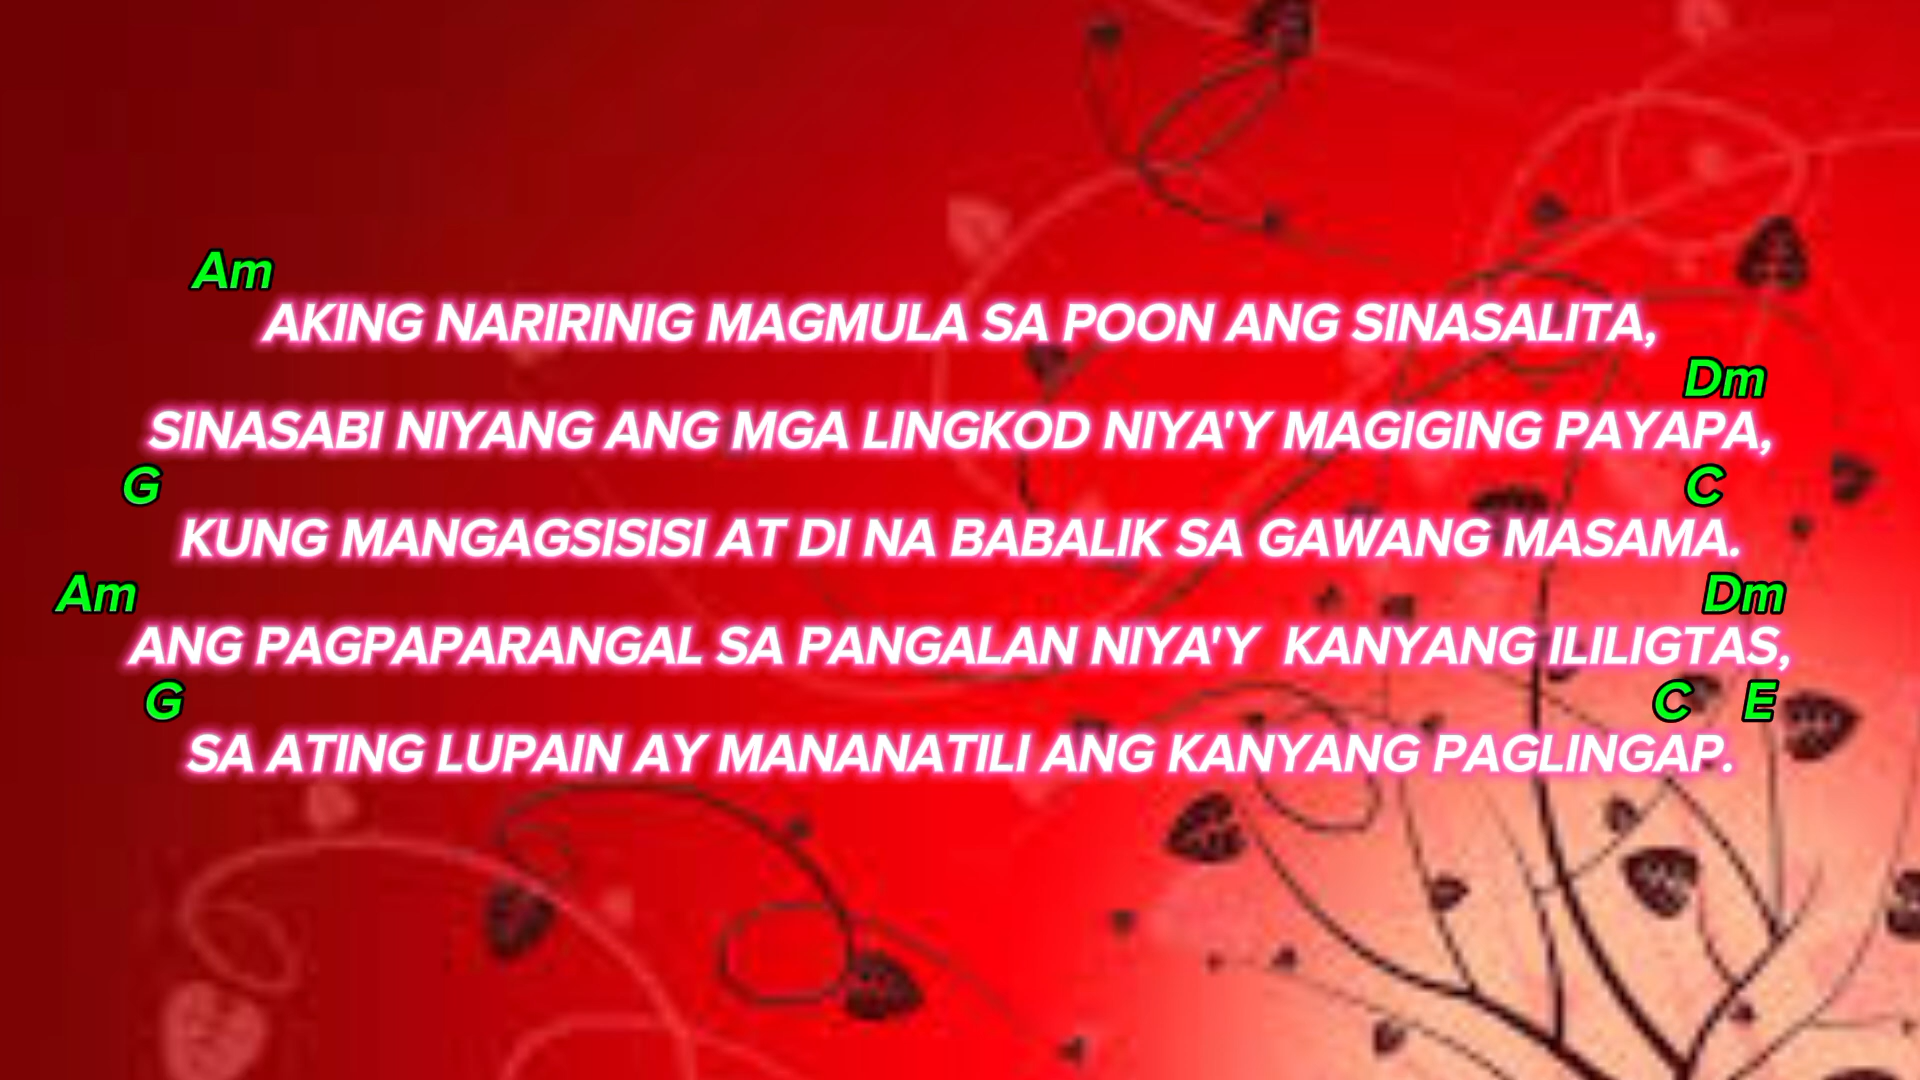 Am
AKING NARIRINIG MAGMULA SA POON ANG SINASALITA,
Dm
SINASABI NIYANG ANG MGA LINGKOD NIYA'Y MAGIGING PAYAPA,
G C
KUNG MANGAGSISISI AT DI NA BABALIK SA GAWANG MASAMA.
Am Dm
ANG PAGPAPARANGAL SA PANGALAN NIYA'Y KANYANG ILILIGTAS,
G C E
SA ATING LUPAIN AY MANANATILI ANG KANYANG PAGLINGAP.